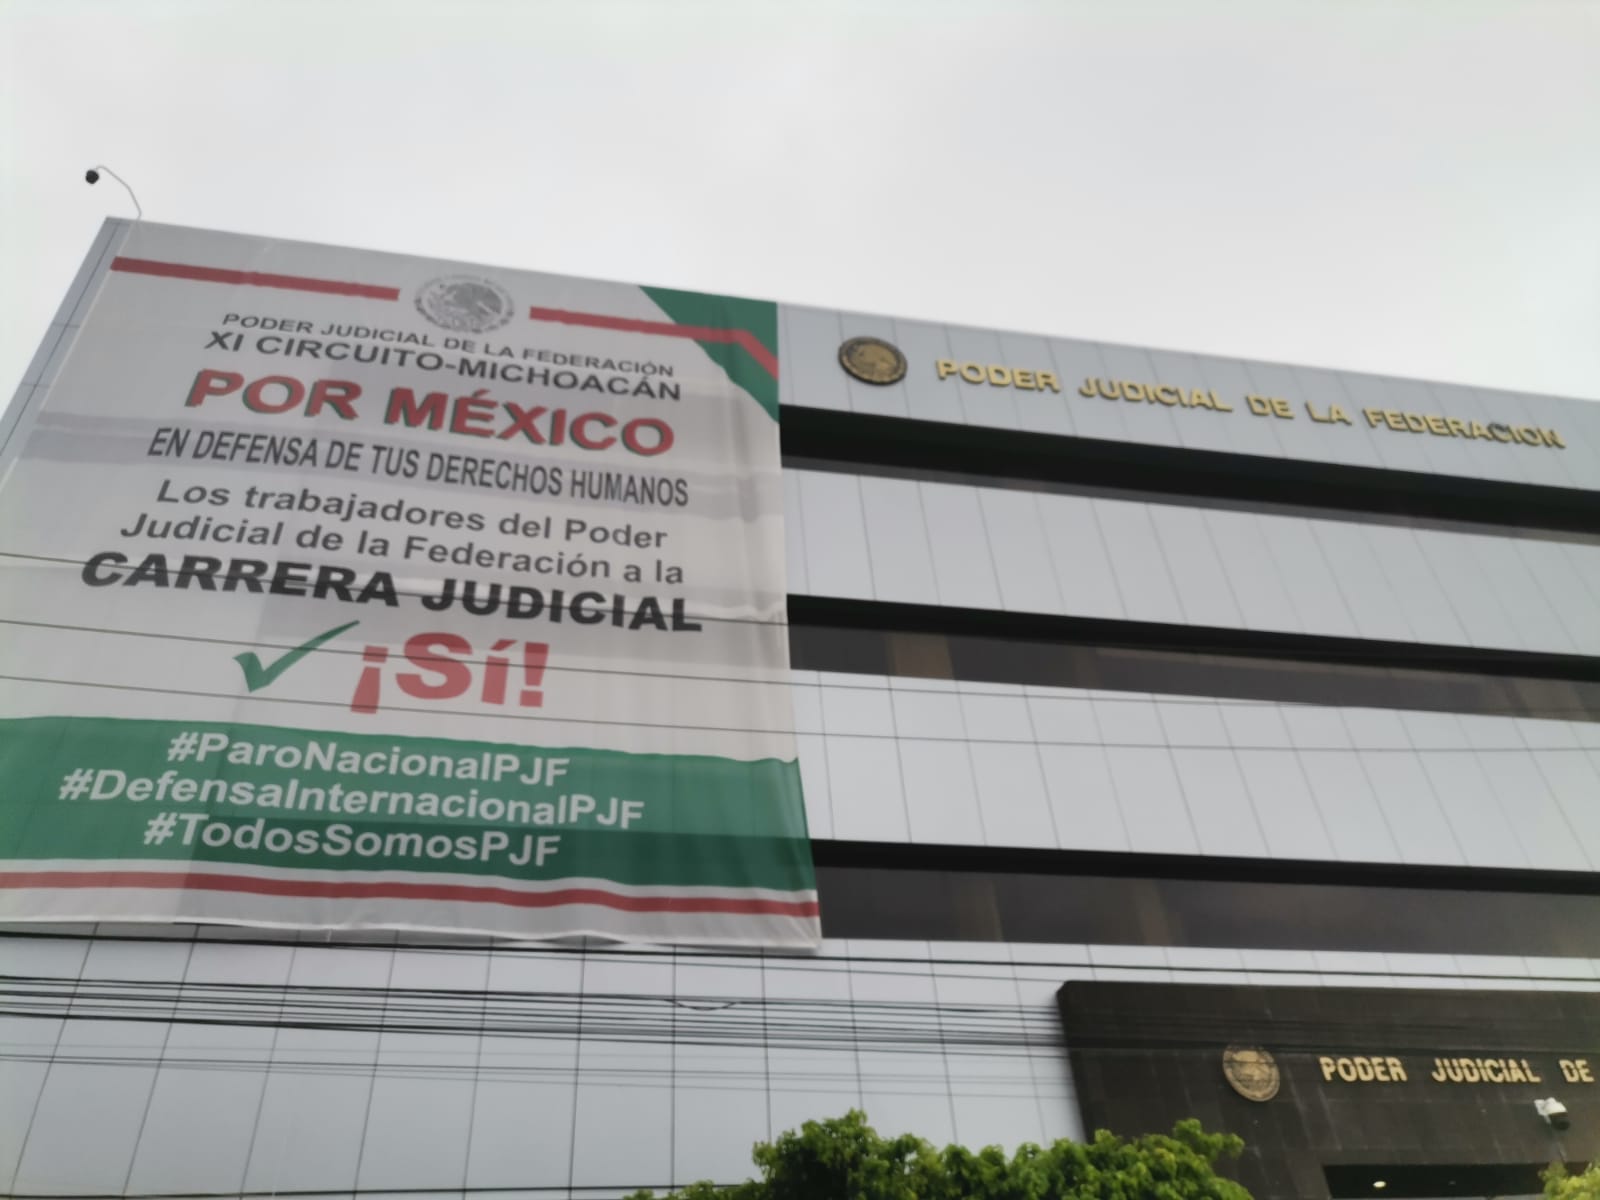 PODER JUDICIAL DE LA FEDERACIÓN
XI CIRCUITO-MICHOACÁN
POR MÉXICO
EN DEFENSA DE TUS DERECHOS HUMANOS
Los trabajadores del Poder
Judicial de la Federación a la
CARRERA JUDICIAL
¡Sí!
#ParoNacionalPJF
#DefensaInternacionalPJF
#TodosSomosPJF
PODER JUDICIAL DE LA FEDERACION
PODER JUDICIAL DE